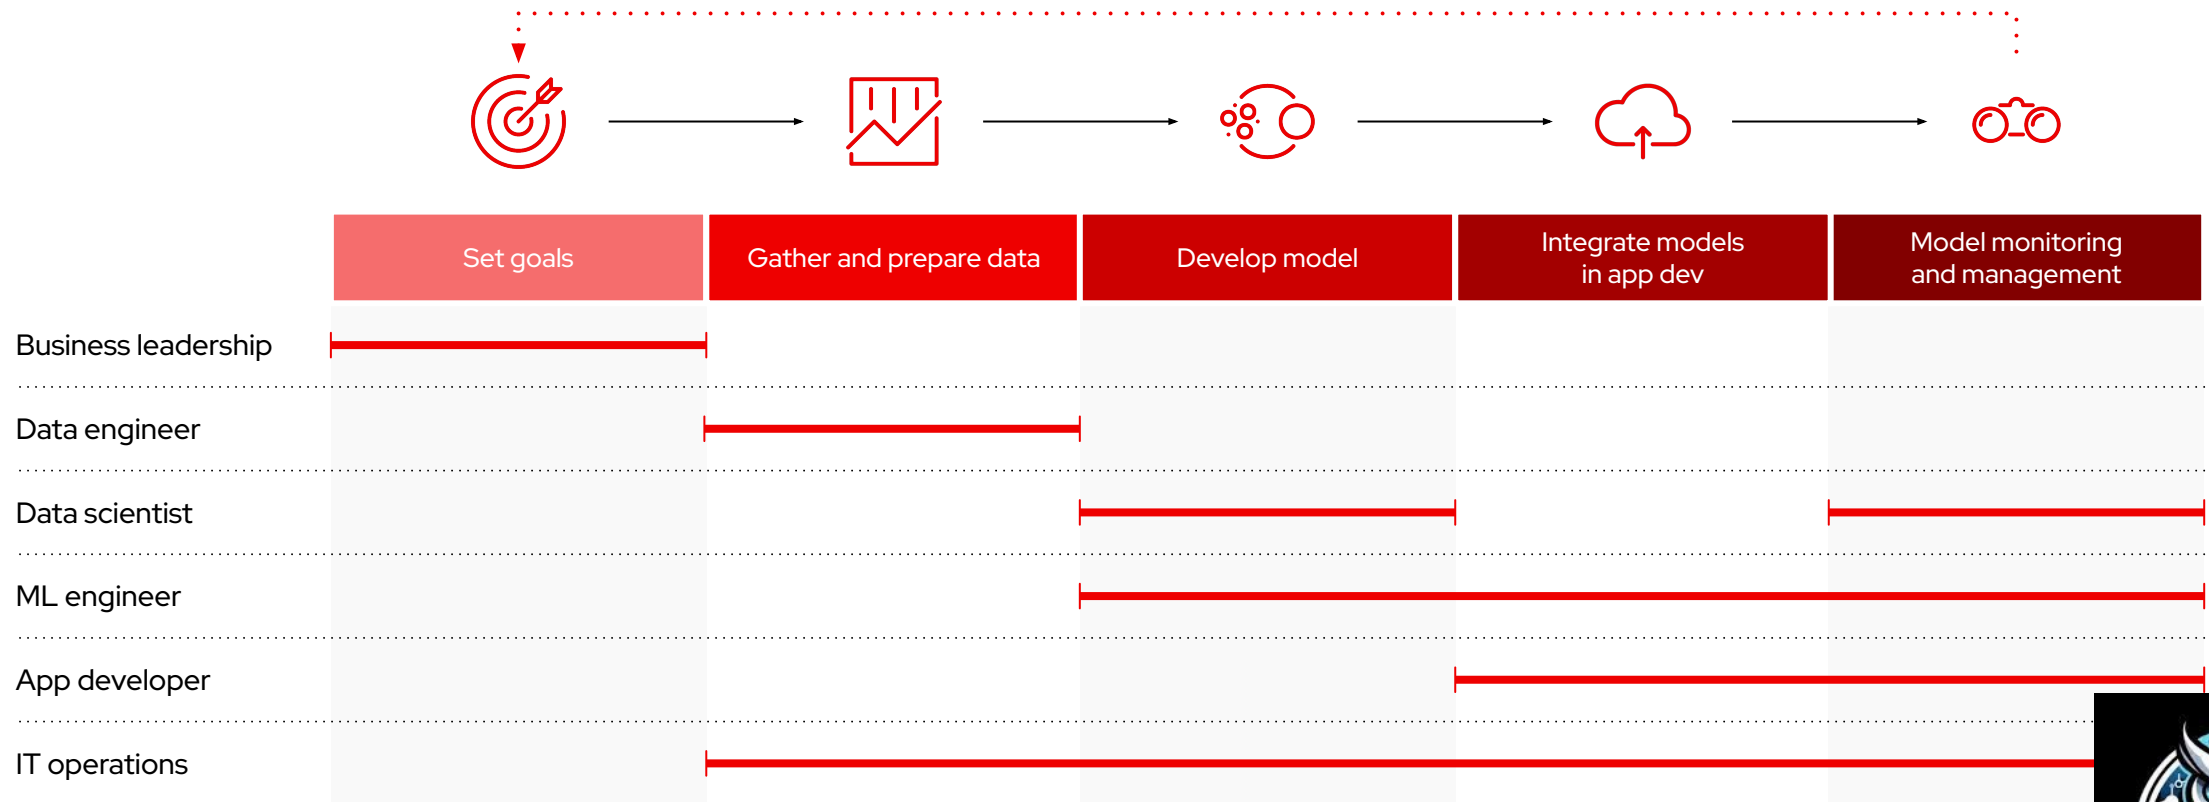 Set goals
Gather and prepare data
Develop model
Integrate models
in app dev
Model monitoring
and management
Business leadership
Data engineer
Data scientist
ML engineer
App developer
IT operations